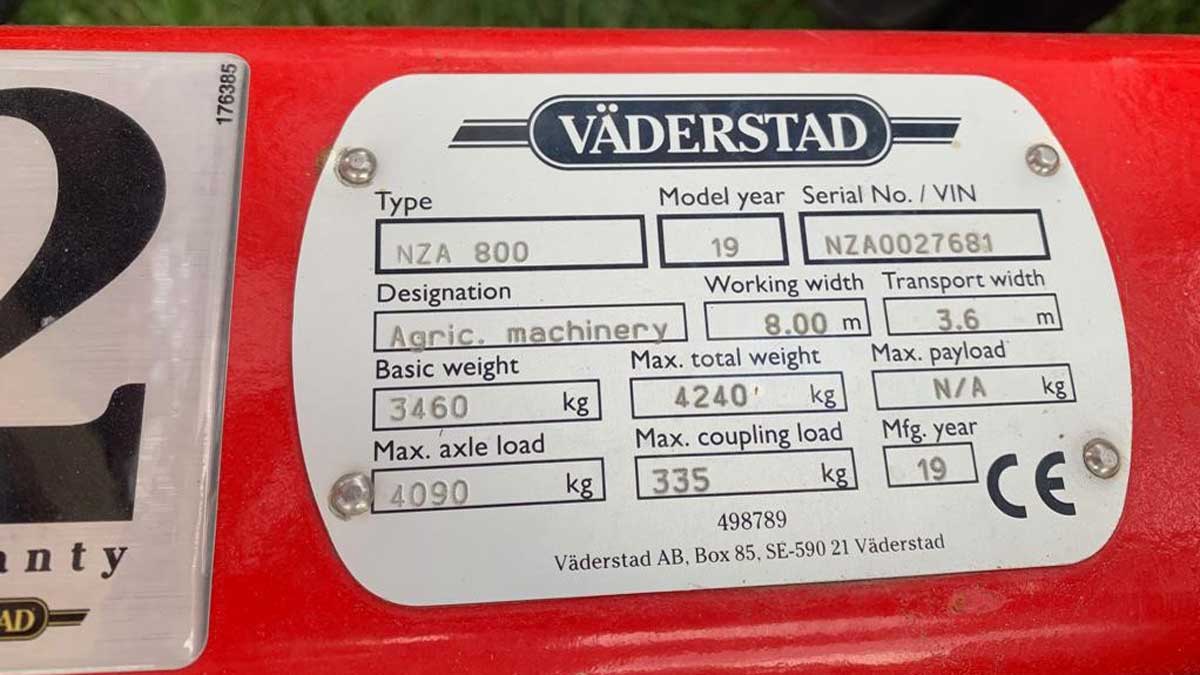 2
anty
AD
176385
VÄDERSTAD
Type Model year Serial No. / VIN
NZA 800 19 NZA0027681
Designation Working width Transport width
Agric. machinery 8.00 m 3.6 m
Basic weight Max. total weight Max. payload
3460 kg 4240 kg N/A kg
Max. axle load Max. coupling load Mfg. year
4090 kg 335 kg 19 CE
498789
Väderstad AB, Box 85, SE-590 21 Väderstad